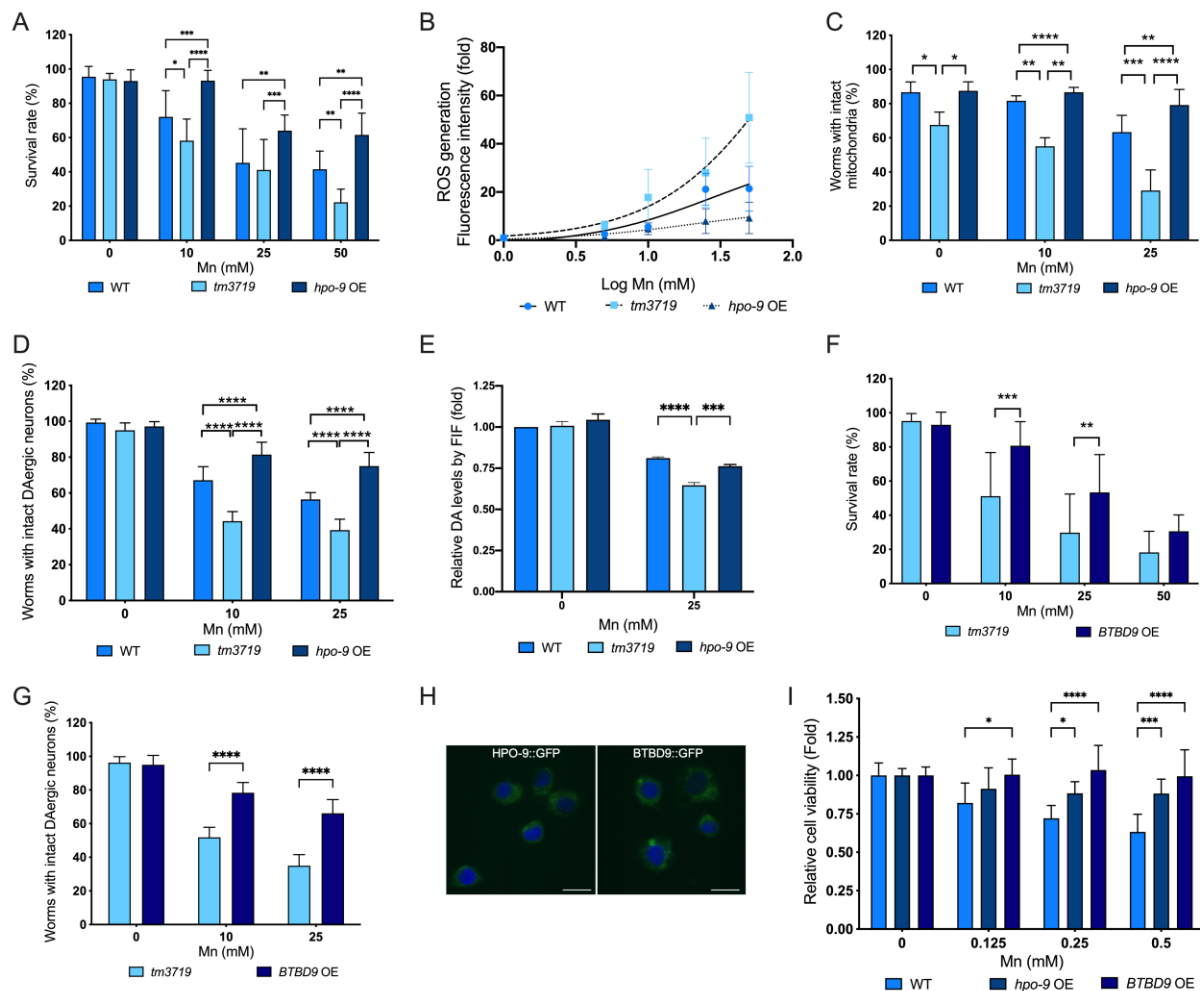 A
Survival rate (%)
120
100
80
60
40
20
0
***
* ****
**
***
**
** ****
0 10 25 50
Mn (mM)
WT tm3719 hpo-9 OE
B
ROS generation
Fluorescence intensity (fold)
80
60
40
20
0
0.0 0.5 1.0 1.5 2.0
Log Mn (mM)
WT tm3719 hpo-9 OE
C
Worms with intact
mitochondria (%)
120
100
80
60
40
20
0
* *
****
** **
**
*** ****
0 10 25
Mn (mM)
WT tm3719 hpo-9 OE
D
Worms with intact DAergic neurons (%)
120
100
80
60
40
20
0
****
**** ****
****
**** ****
0 10 25
Mn (mM)
WT tm3719 hpo-9 OE
E
Relative DA levels by FIF (fold)
1.25
1.00
0.75
0.50
0.25
0.00
**** ***
0 25
Mn (mM)
WT tm3719 hpo-9 OE
F
Survival rate (%)
120
100
80
60
40
20
0
***
**
0 10 25 50
Mn (mM)
tm3719 BTBD9 OE
G
Worms with intact DAergic neurons (%)
120
100
80
60
40
20
0
****
****
0 10 25
Mn (mM)
tm3719 BTBD9 OE
H
HPO-9::GFP BTBD9::GFP
I
Relative cell viability (Fold)
1.50
1.25
1.00
0.75
0.50
0.25
0.00
*
****
*
****
***
0 0.125 0.25 0.5
Mn (mM)
WT hpo-9 OE BTBD9 OE